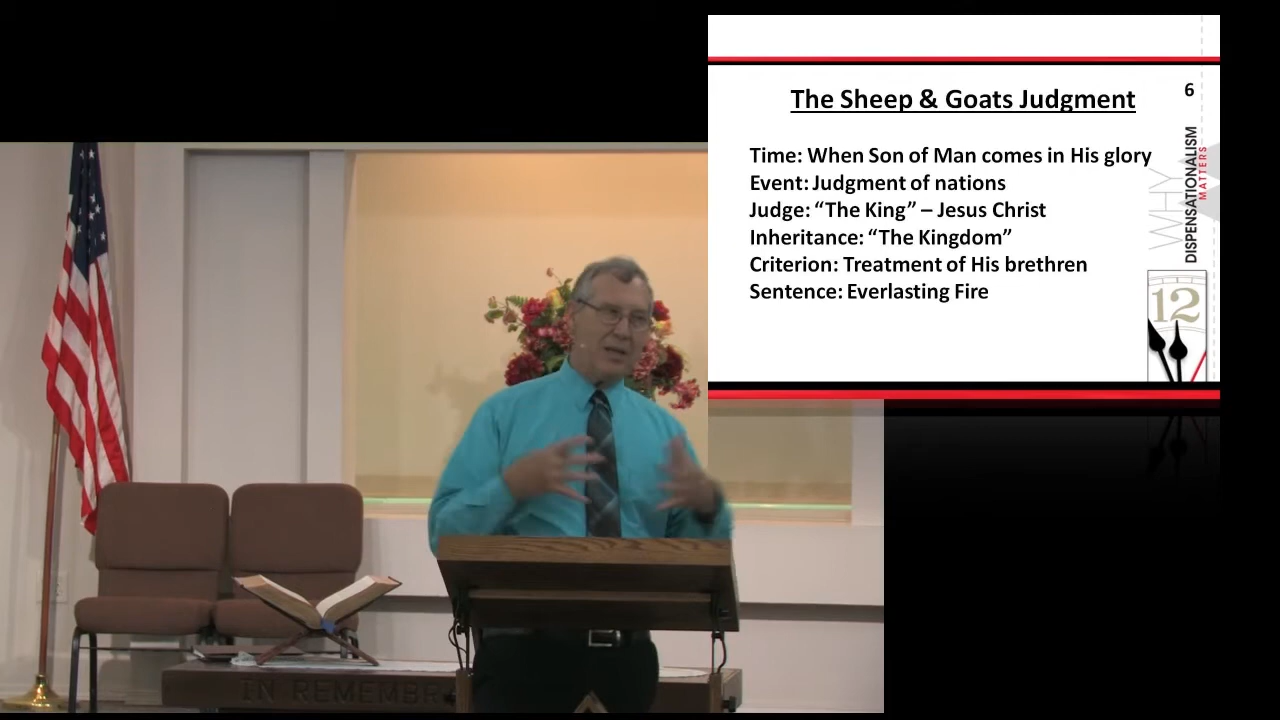 The Sheep & Goats Judgment
6
Time: When Son of Man comes in His glory
Event: Judgment of nations
Judge: “The King” – Jesus Christ
Inheritance: “The Kingdom”
Criterion: Treatment of His brethren
Sentence: Everlasting Fire
WHY
DISPENSATIONALISM
MATTERS
12
IN REMEMBR